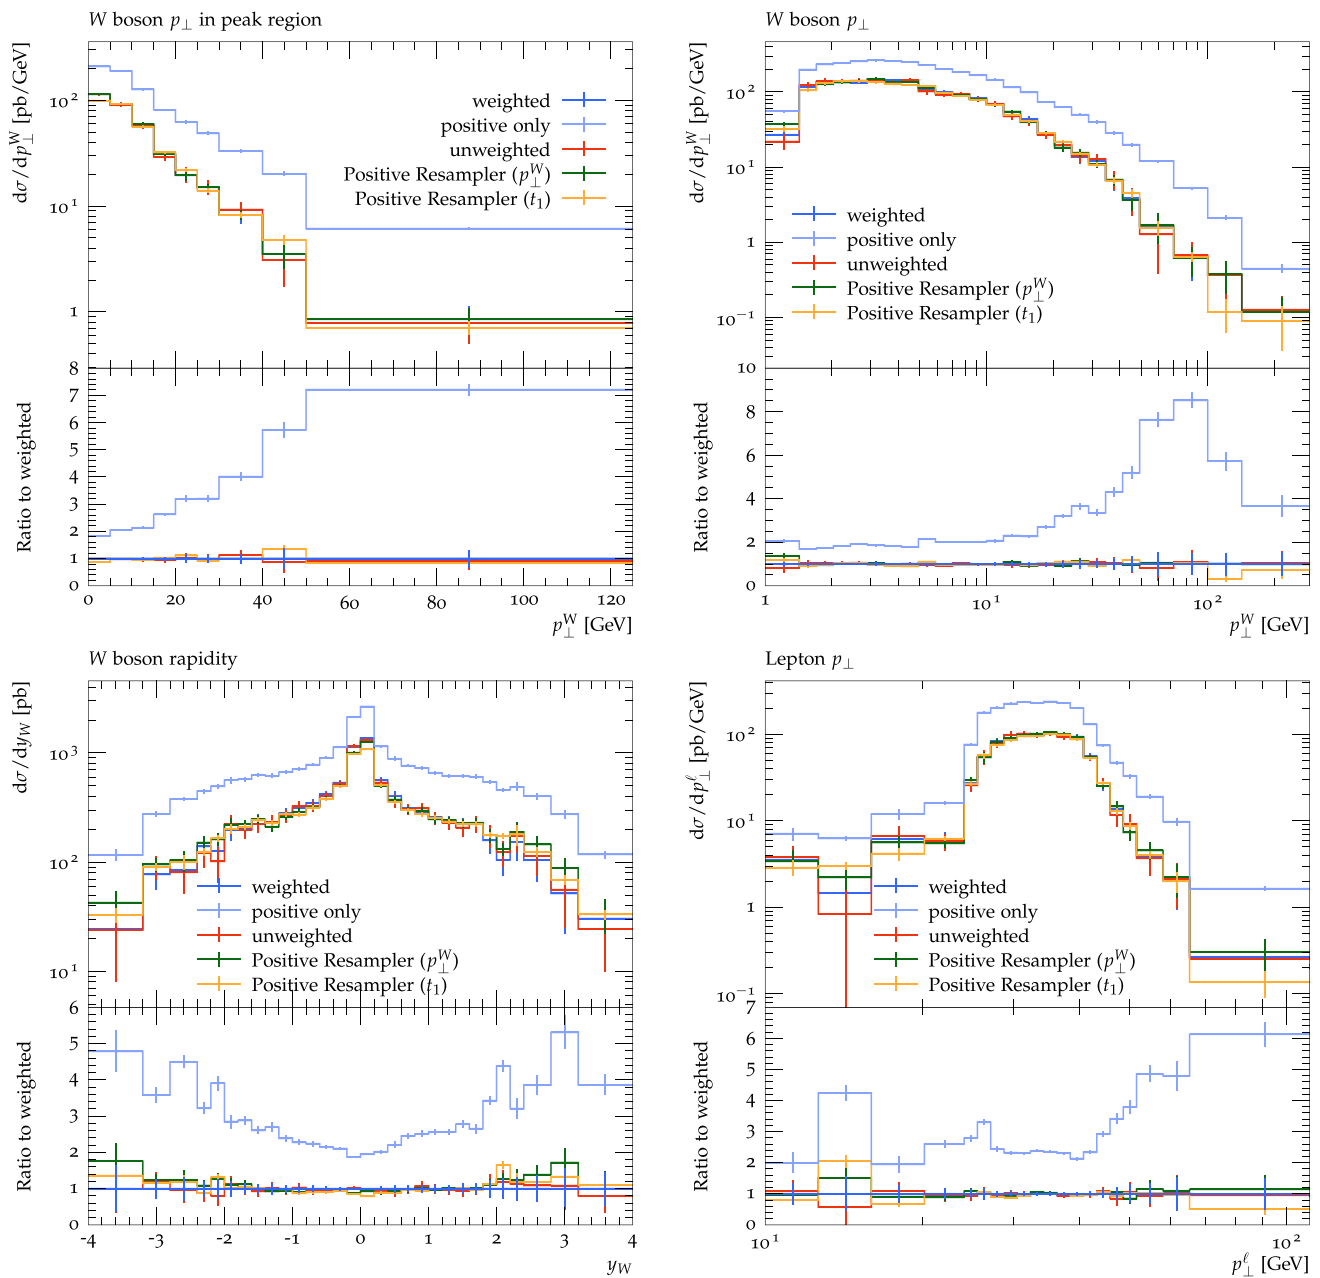 W boson p⊥ in peak region
dσ/dp⊥^W [pb/GeV]
10²
10¹
1
weighted
positive only
unweighted
Positive Resampler (p⊥^W)
Positive Resampler (t₁)
Ratio to weighted
8
7
6
5
4
3
2
1
0
0 20 40 60 80 100 120
p⊥^W [GeV]
W boson p⊥
dσ/dp⊥^W [pb/GeV]
10²
10¹
1
10⁻¹
weighted
positive only
unweighted
Positive Resampler (p⊥^W)
Positive Resampler (t₁)
Ratio to weighted
10
8
6
4
2
0
1 10¹ 10²
p⊥^W [GeV]
W boson rapidity
dσ/dy_W [pb]
10³
10²
10¹
weighted
positive only
unweighted
Positive Resampler (p⊥^W)
Positive Resampler (t₁)
Ratio to weighted
6
5
4
3
2
1
0
-4 -3 -2 -1 0 1 2 3 4
y_W
Lepton p⊥
dσ/dp⊥^ℓ [pb/GeV]
10²
10¹
1
10⁻¹
weighted
positive only
unweighted
Positive Resampler (p⊥^W)
Positive Resampler (t₁)
Ratio to weighted
7
6
5
4
3
2
1
0
10¹ 10²
p⊥^ℓ [GeV]